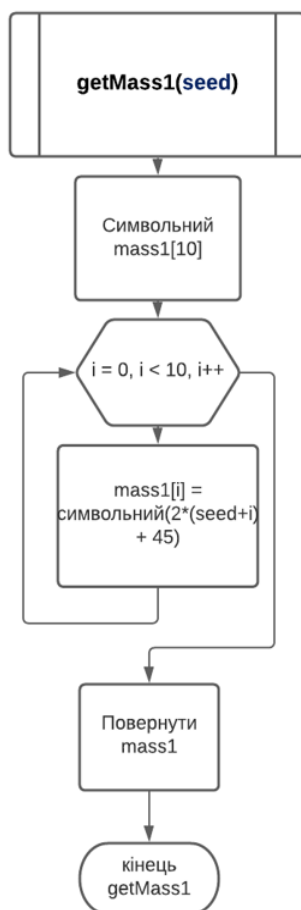 getMass1(seed)
Символьний
mass1[10]
i = 0, i < 10, i++
mass1[i] =
символьний(2*(seed+i)
+ 45)
Повернути
mass1
кінець
getMass1